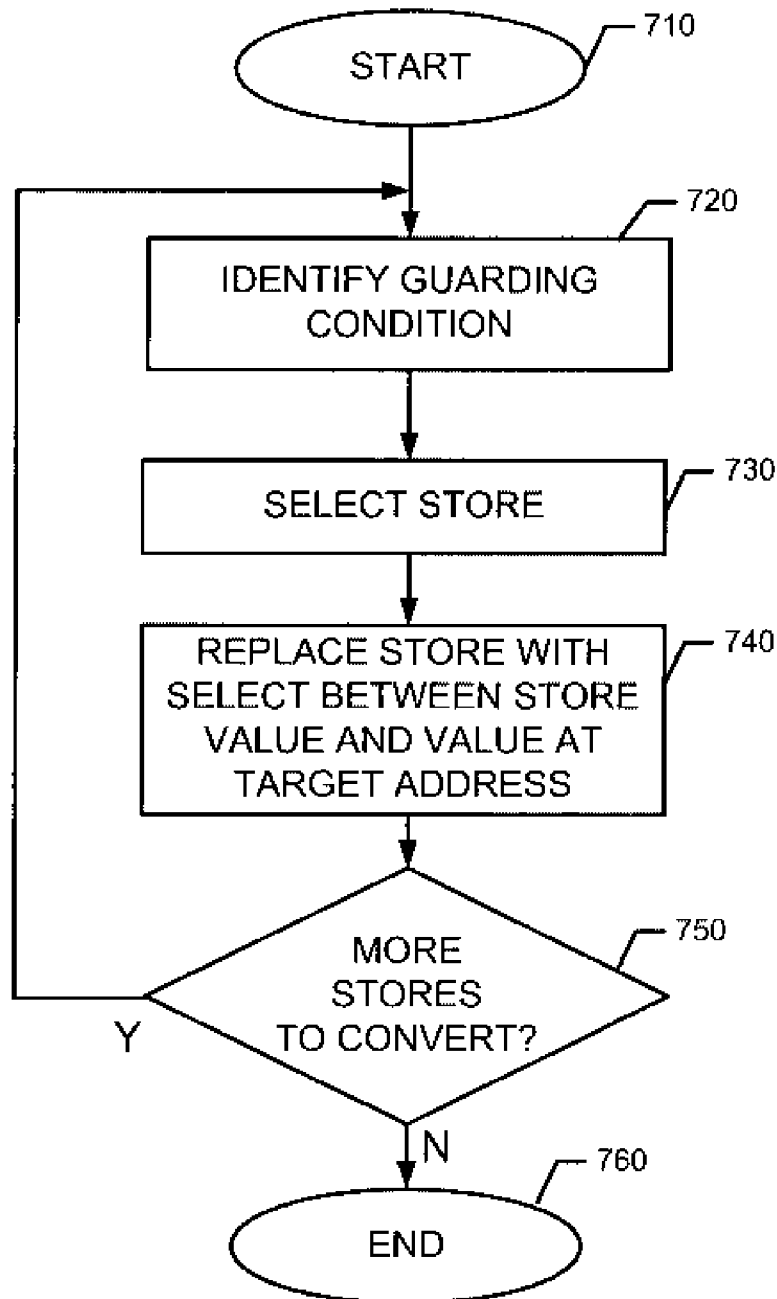 START
710
720
IDENTIFY GUARDING
CONDITION
730
SELECT STORE
740
REPLACE STORE WITH
SELECT BETWEEN STORE
VALUE AND VALUE AT
TARGET ADDRESS
750
MORE
STORES
TO CONVERT?
Y
N
760
END